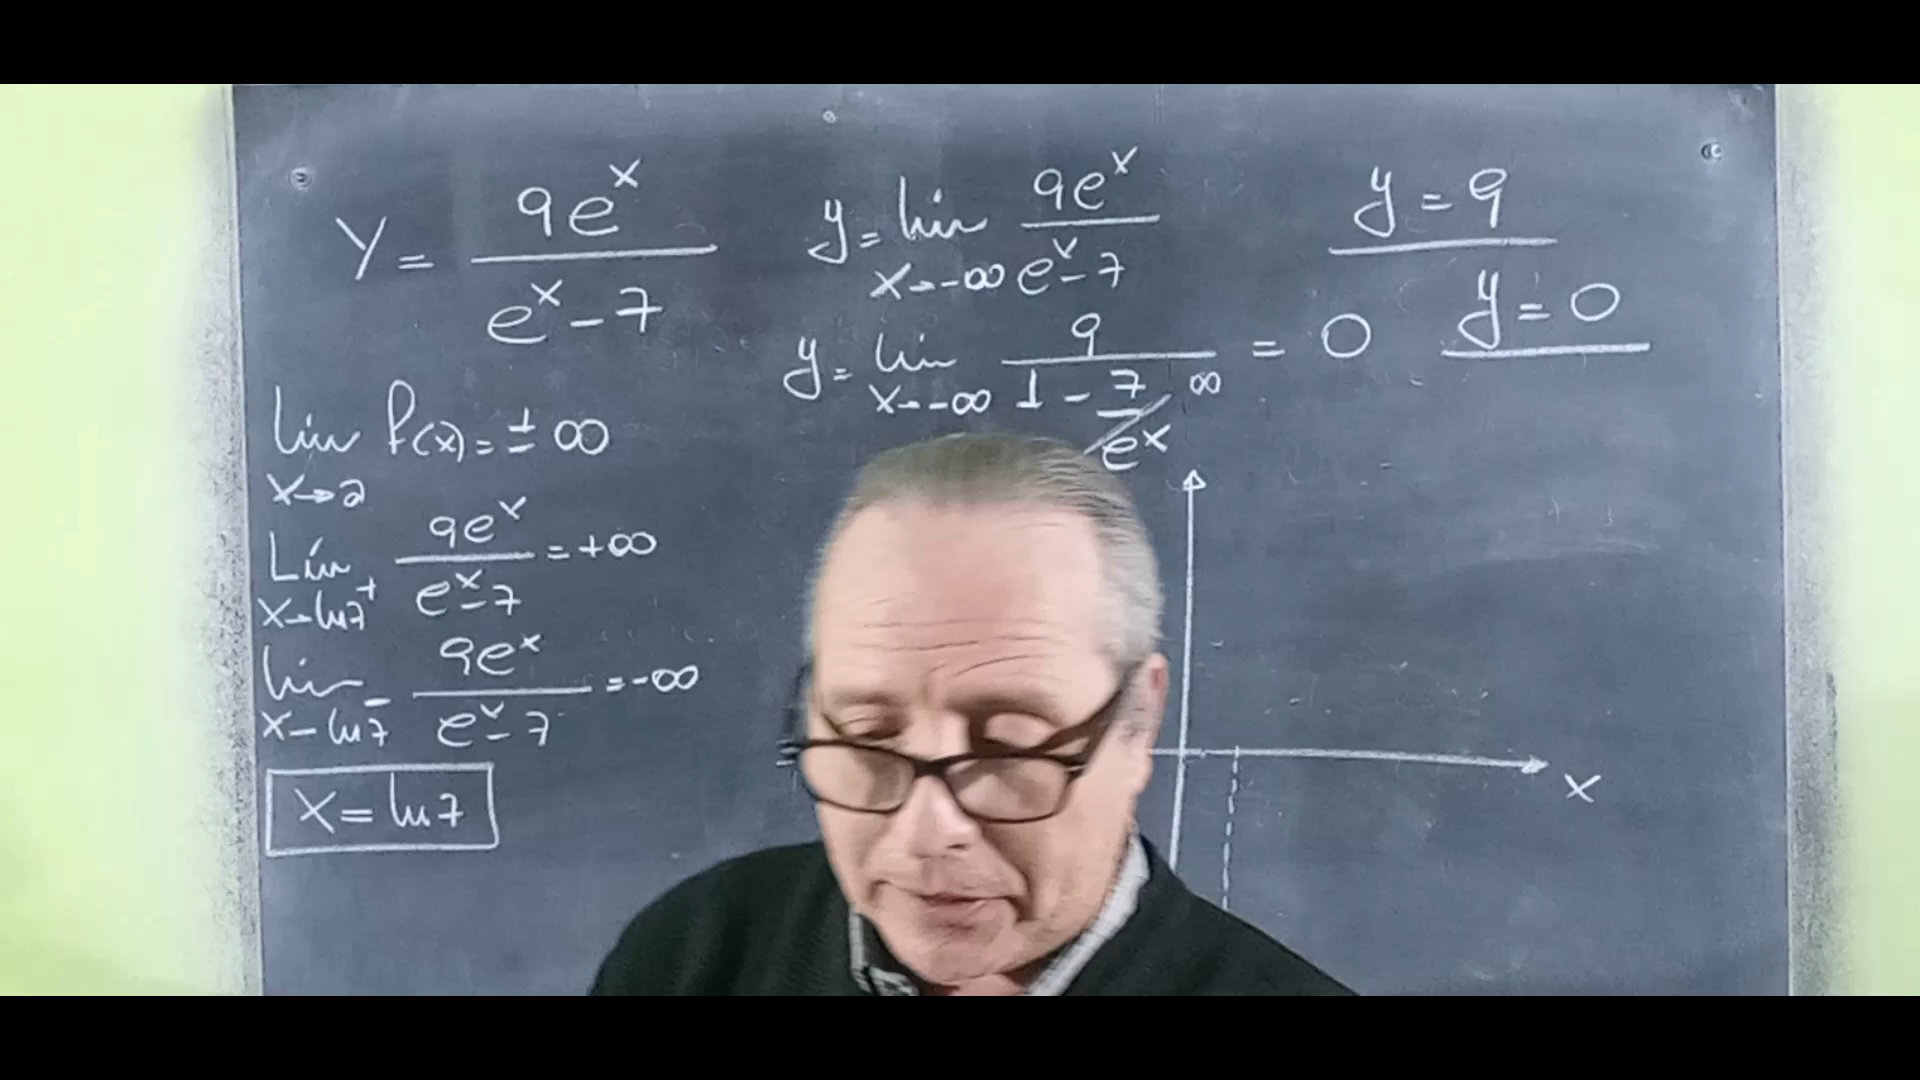 Y = 9e^x / (e^x - 7)
lim x→a f(x) = ± ∞
Lím x→ln7⁺ 9e^x / (e^x - 7) = +∞
lim x→ln7⁻ 9e^x / (e^x - 7) = -∞
X = ln7
y = lim x→-∞ 9e^x / (e^x - 7)
y = lim x→-∞ 9 / (1 - 7/e^x) = 0
∞
y = 9
y = 0
x